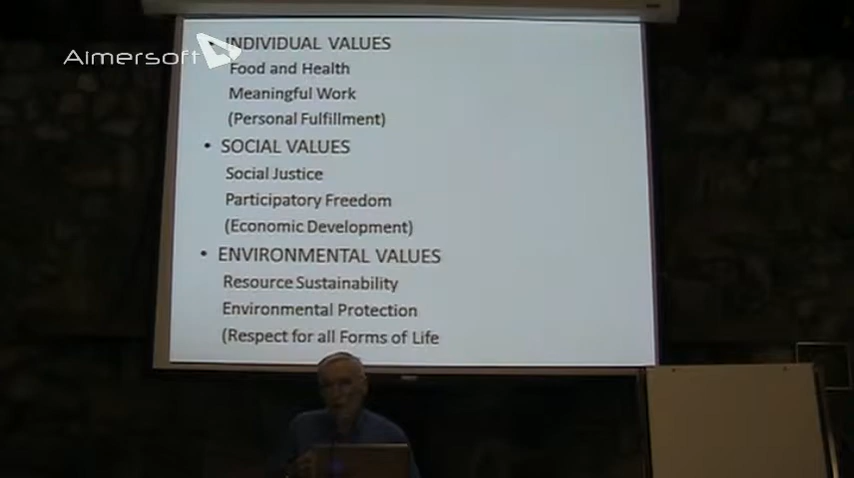 Aimersoft
• INDIVIDUAL VALUES
Food and Health
Meaningful Work
(Personal Fulfillment)
• SOCIAL VALUES
Social Justice
Participatory Freedom
(Economic Development)
• ENVIRONMENTAL VALUES
Resource Sustainability
Environmental Protection
(Respect for all Forms of Life